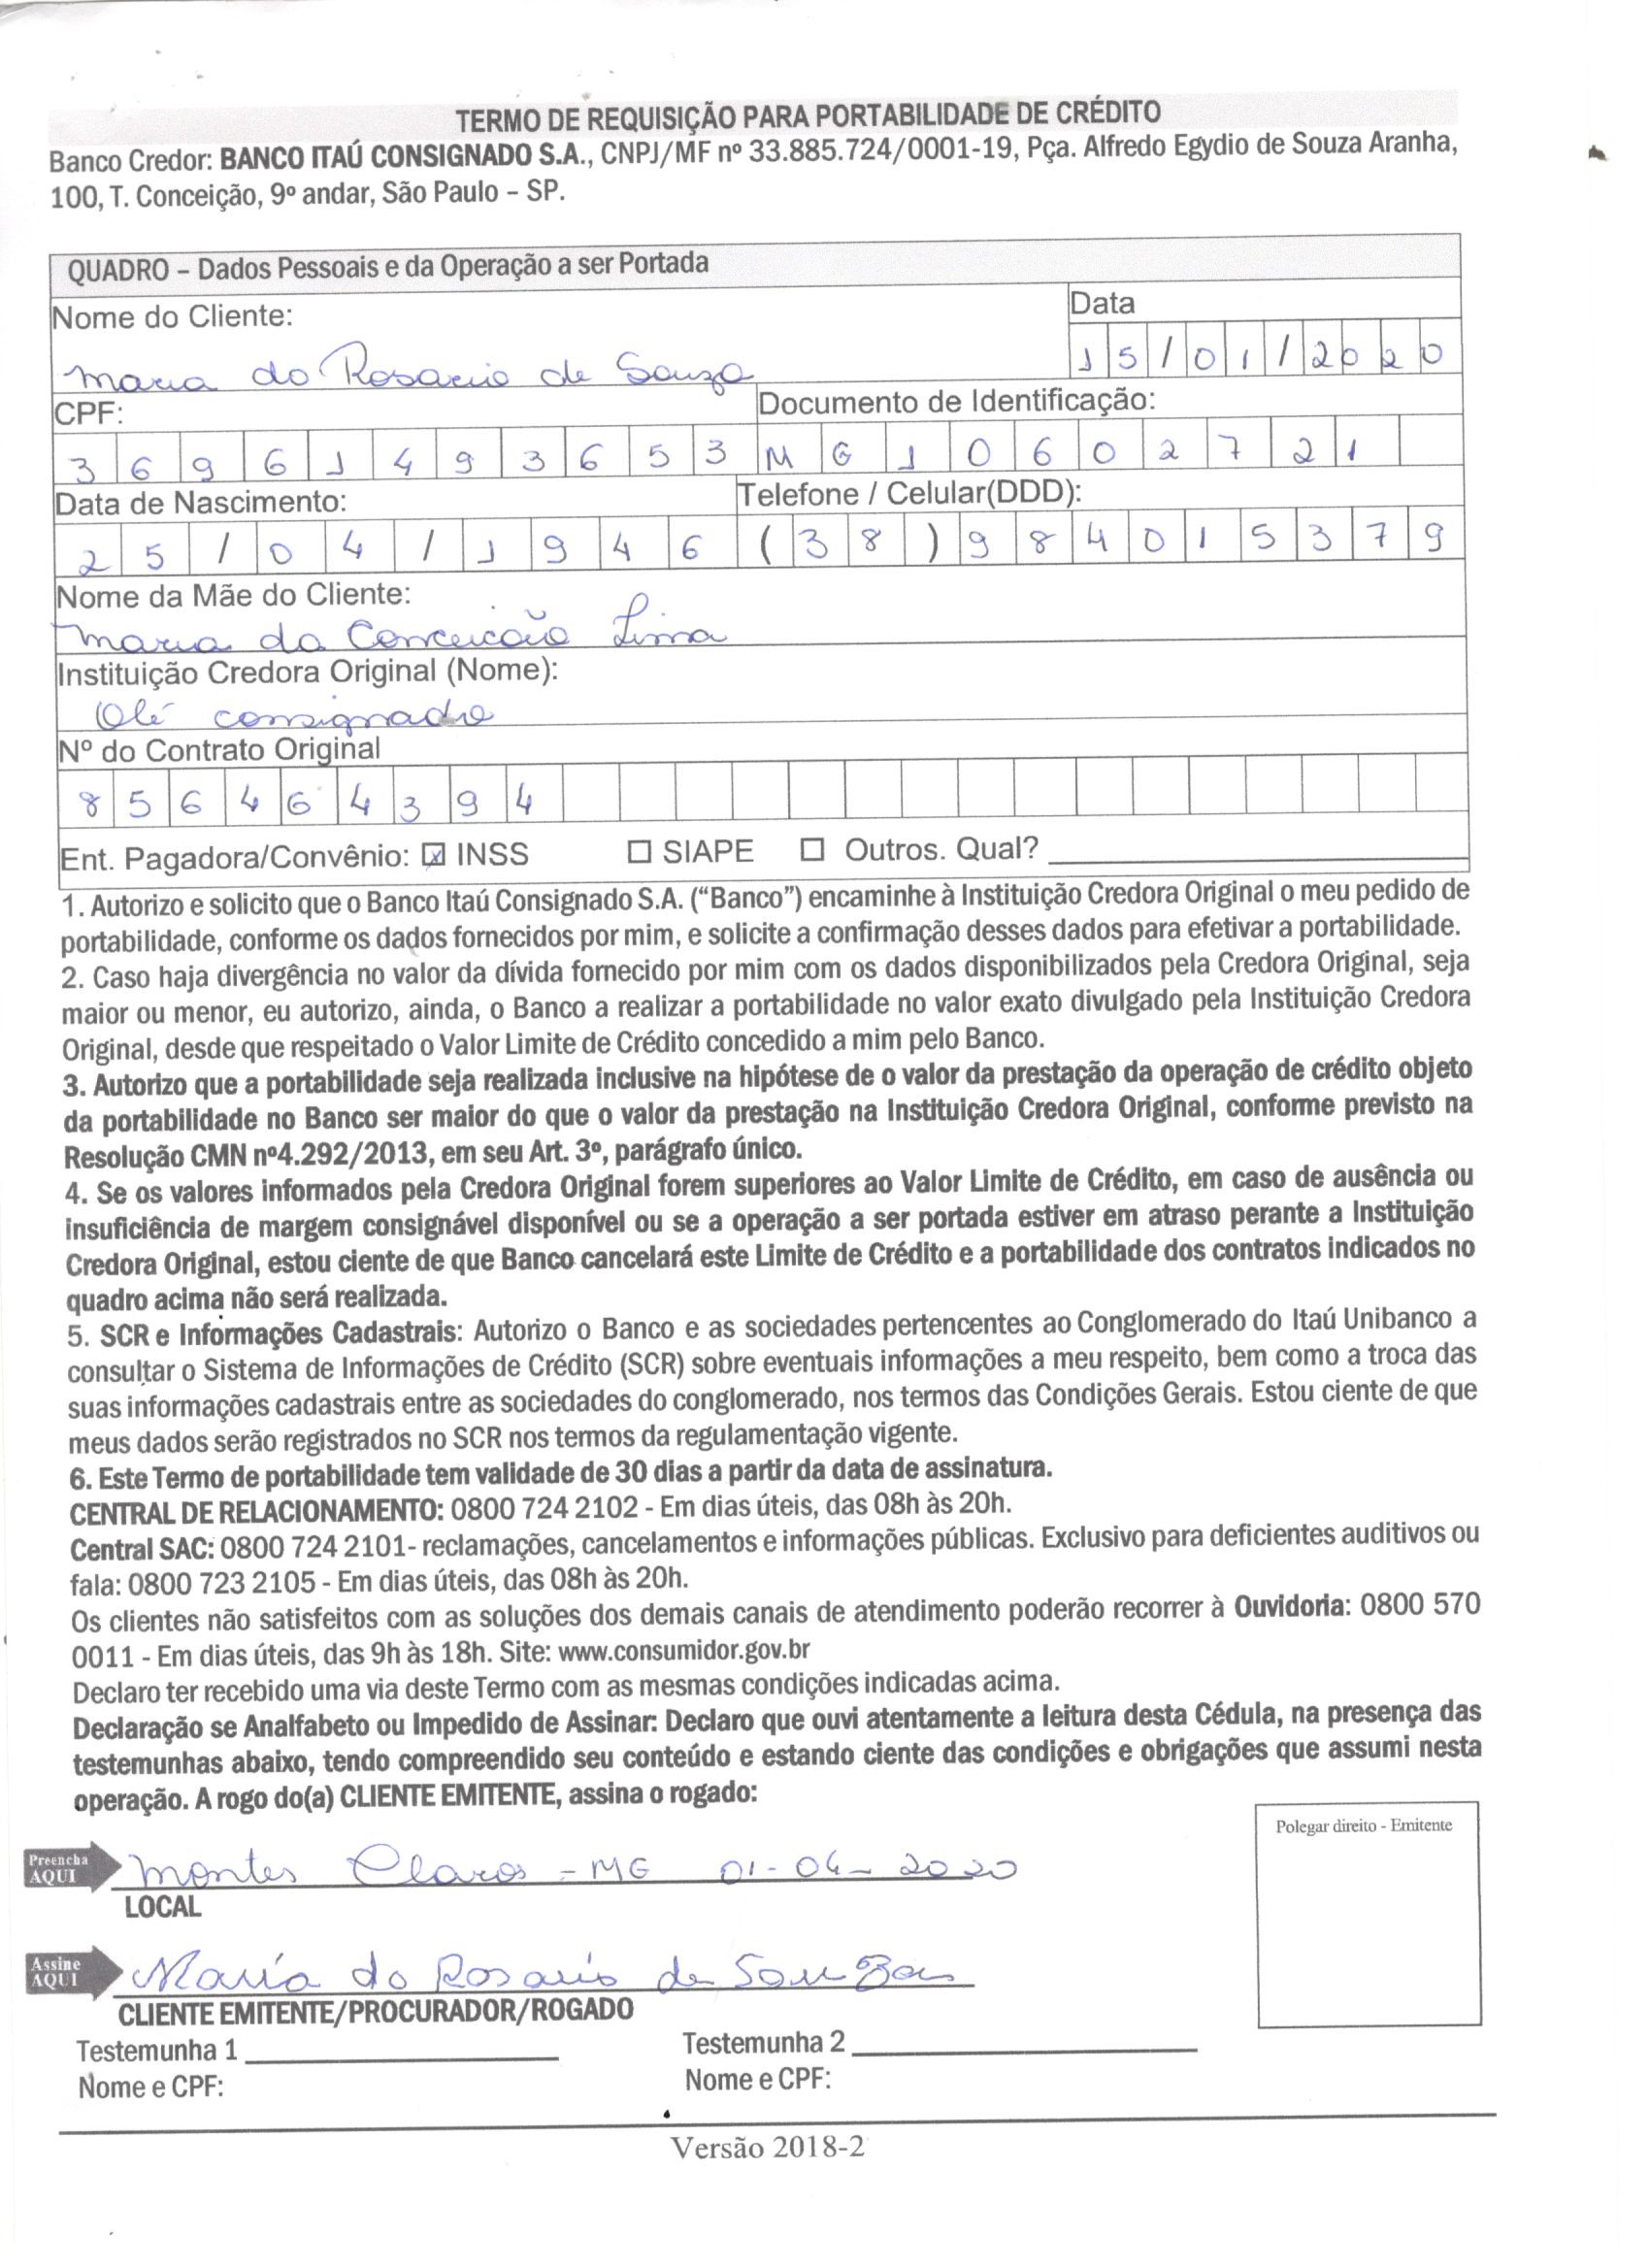 TERMO DE REQUISIÇÃO PARA PORTABILIDADE DE CRÉDITO
Banco Credor: BANCO ITAÚ CONSIGNADO S.A., CNPJ/MF nº 33.885.724/0001-19, Pça. Alfredo Egydio de Souza Aranha,
100, T. Conceição, 9º andar, São Paulo – SP.
QUADRO – Dados Pessoais e da Operação a ser Portada
Nome do Cliente: Data
Maria do Rosario de Souza 15/01/2020
CPF: Documento de Identificação:
36961493653 MG10602721
Data de Nascimento: Telefone / Celular(DDD):
25/04/1946 (38)984015379
Nome da Mãe do Cliente:
Maria da Conceicão Lima
Instituição Credora Original (Nome):
Olé consignado
Nº do Contrato Original
856464394
Ent. Pagadora/Convênio: ☒ INSS ☐ SIAPE ☐ Outros. Qual?
1. Autorizo e solicito que o Banco Itaú Consignado S.A. (“Banco”) encaminhe à Instituição Credora Original o meu pedido de
portabilidade, conforme os dados fornecidos por mim, e solicite a confirmação desses dados para efetivar a portabilidade.
2. Caso haja divergência no valor da dívida fornecido por mim com os dados disponibilizados pela Credora Original, seja
maior ou menor, eu autorizo, ainda, o Banco a realizar a portabilidade no valor exato divulgado pela Instituição Credora
Original, desde que respeitado o Valor Limite de Crédito concedido a mim pelo Banco.
3. Autorizo que a portabilidade seja realizada inclusive na hipótese de o valor da prestação da operação de crédito objeto
da portabilidade no Banco ser maior do que o valor da prestação na Instituição Credora Original, conforme previsto na
Resolução CMN nº4.292/2013, em seu Art. 3º, parágrafo único.
4. Se os valores informados pela Credora Original forem superiores ao Valor Limite de Crédito, em caso de ausência ou
insuficiência de margem consignável disponível ou se a operação a ser portada estiver em atraso perante a Instituição
Credora Original, estou ciente de que Banco cancelará este Limite de Crédito e a portabilidade dos contratos indicados no
quadro acima não será realizada.
5. SCR e Informações Cadastrais: Autorizo o Banco e as sociedades pertencentes ao Conglomerado do Itaú Unibanco a
consultar o Sistema de Informações de Crédito (SCR) sobre eventuais informações a meu respeito, bem como a troca das
suas informações cadastrais entre as sociedades do conglomerado, nos termos das Condições Gerais. Estou ciente de que
meus dados serão registrados no SCR nos termos da regulamentação vigente.
6. Este Termo de portabilidade tem validade de 30 dias a partir da data de assinatura.
CENTRAL DE RELACIONAMENTO: 0800 724 2102 - Em dias úteis, das 08h às 20h.
Central SAC: 0800 724 2101- reclamações, cancelamentos e informações públicas. Exclusivo para deficientes auditivos ou
fala: 0800 723 2105 - Em dias úteis, das 08h às 20h.
Os clientes não satisfeitos com as soluções dos demais canais de atendimento poderão recorrer à Ouvidoria: 0800 570
0011 - Em dias úteis, das 9h às 18h. Site: www.consumidor.gov.br
Declaro ter recebido uma via deste Termo com as mesmas condições indicadas acima.
Declaração se Analfabeto ou Impedido de Assinar: Declaro que ouvi atentamente a leitura desta Cédula, na presença das
testemunhas abaixo, tendo compreendido seu conteúdo e estando ciente das condições e obrigações que assumi nesta
operação. A rogo do(a) CLIENTE EMITENTE, assina o rogado:
Polegar direito - Emitente
Preencha
AQUI
Montes Claros - MG 01-04-2020
LOCAL
Assine
AQUI
Maria do Rosario de Souza
CLIENTE EMITENTE/PROCURADOR/ROGADO
Testemunha 1 Testemunha 2
Nome e CPF: Nome e CPF:
Versão 2018-2